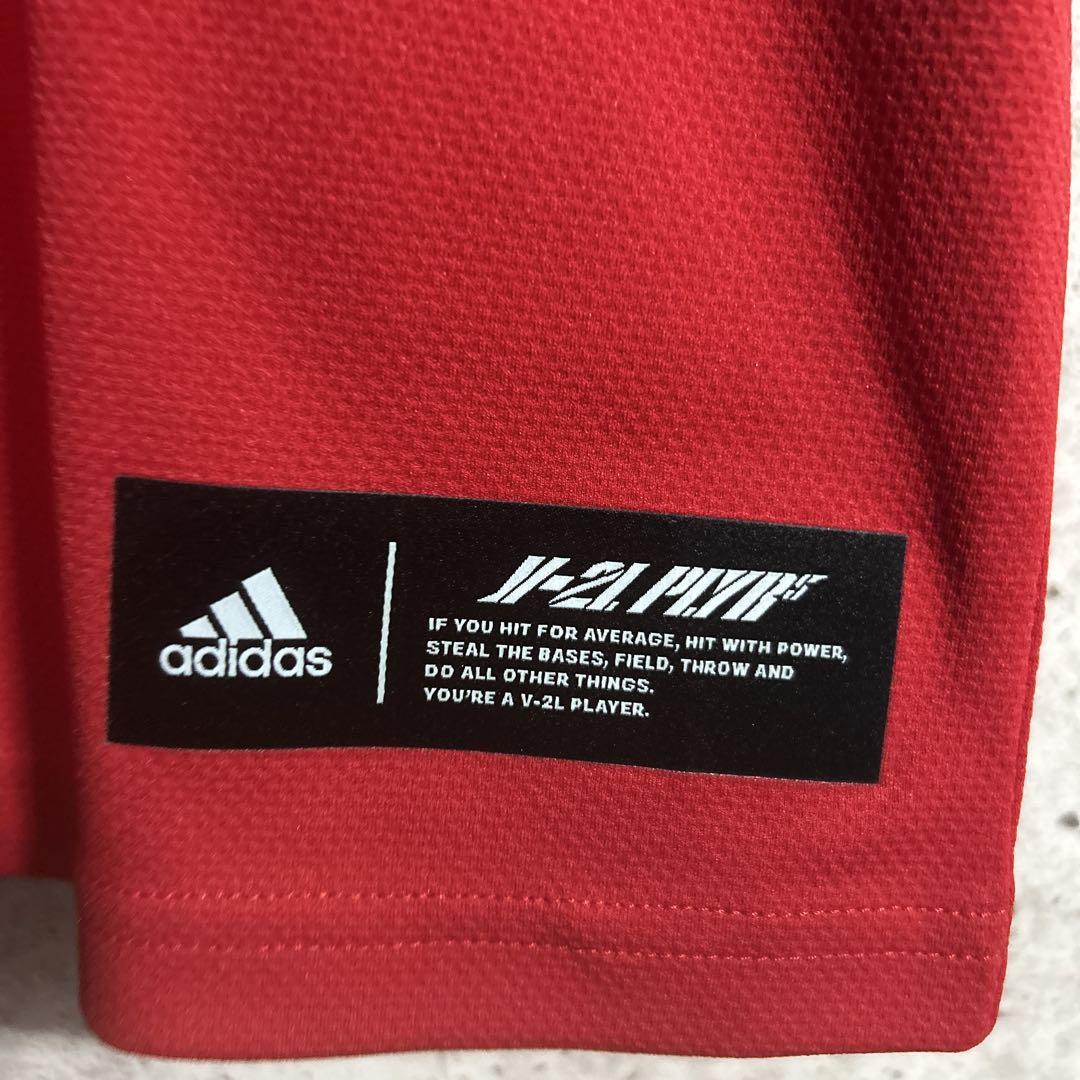 adidas
V-2L PLYRS
IF YOU HIT FOR AVERAGE, HIT WITH POWER,
STEAL THE BASES, FIELD, THROW AND
DO ALL OTHER THINGS.
YOU'RE A V-2L PLAYER.